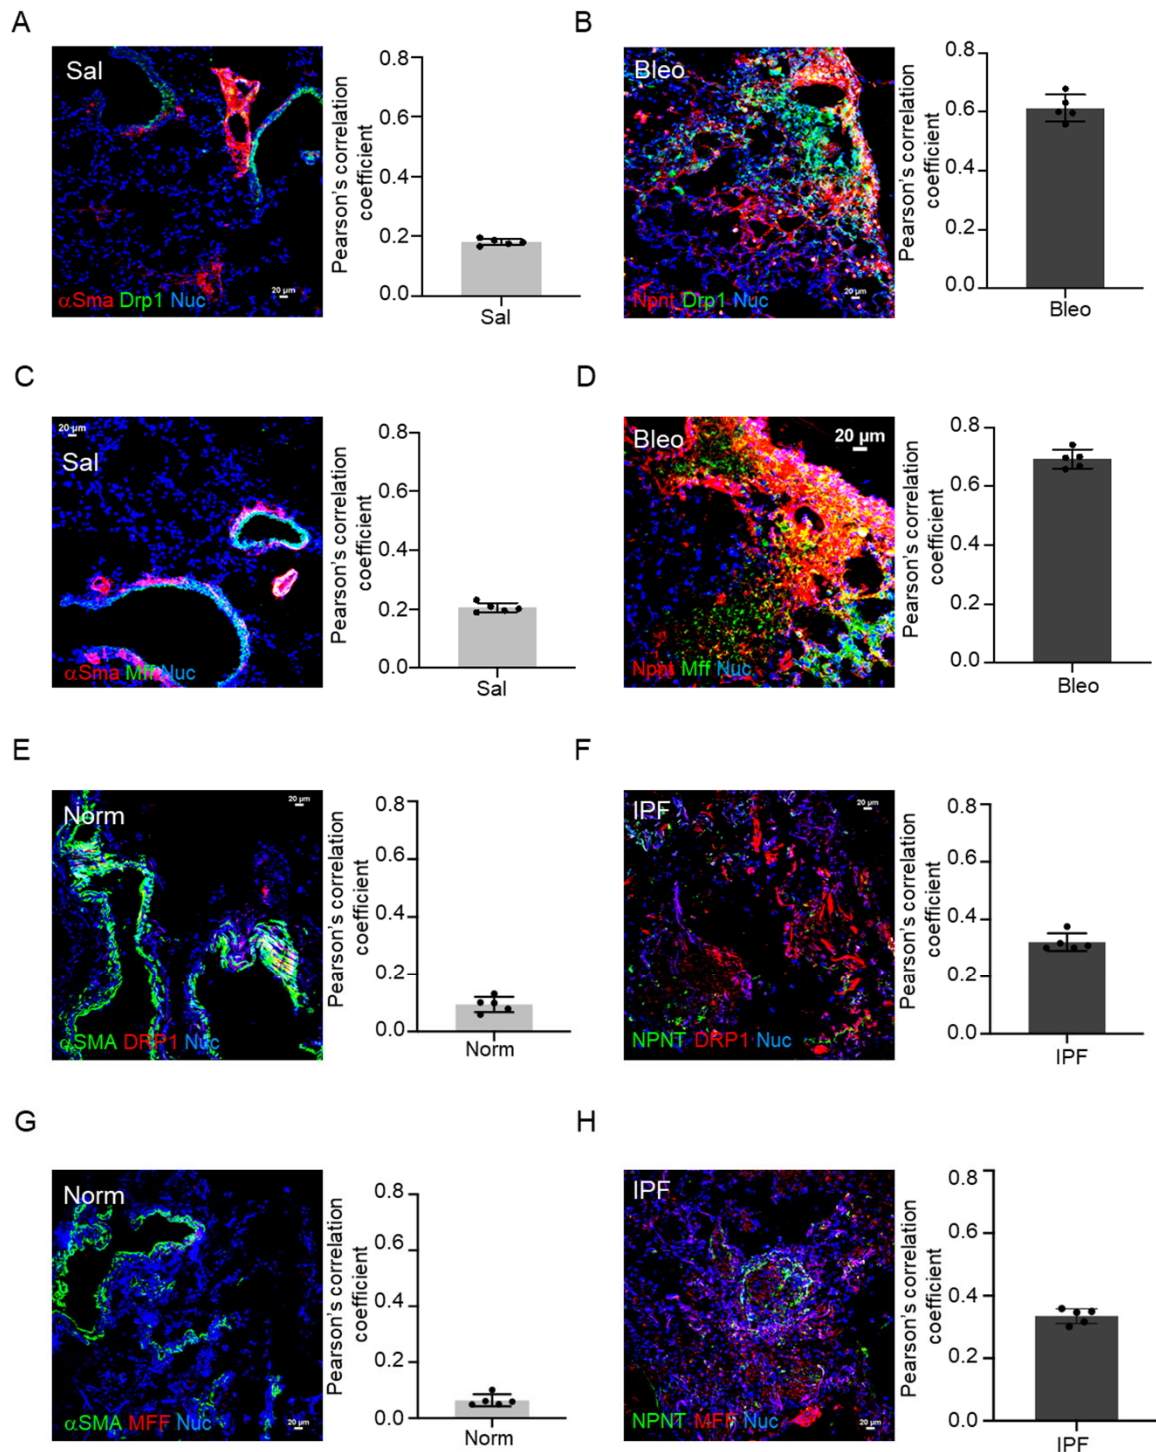 A
Sal
αSma Drp1 Nuc
20 µm
Pearson's correlation
coefficient
0.8
0.6
0.4
0.2
0.0
Sal
B
Bleo
Npnt Drp1 Nuc
20 µm
Pearson's correlation
coefficient
0.8
0.6
0.4
0.2
0.0
Bleo
C
20 µm
Sal
αSma Mff Nuc
Pearson's correlation
coefficient
0.8
0.6
0.4
0.2
0.0
Sal
D
Bleo
20 µm
Npnt Mff Nuc
Pearson's correlation
coefficient
0.8
0.6
0.4
0.2
0.0
Bleo
E
Norm
20 µm
αSMA DRP1 Nuc
Pearson's correlation
coefficient
0.8
0.6
0.4
0.2
0.0
Norm
F
IPF
20 µm
NPNT DRP1 Nuc
Pearson's correlation
coefficient
0.8
0.6
0.4
0.2
0.0
IPF
G
Norm
αSMA MFF Nuc
20 µm
Pearson's correlation
coefficient
0.8
0.6
0.4
0.2
0.0
Norm
H
IPF
NPNT MFF Nuc
20 µm
Pearson's correlation
coefficient
0.8
0.6
0.4
0.2
0.0
IPF